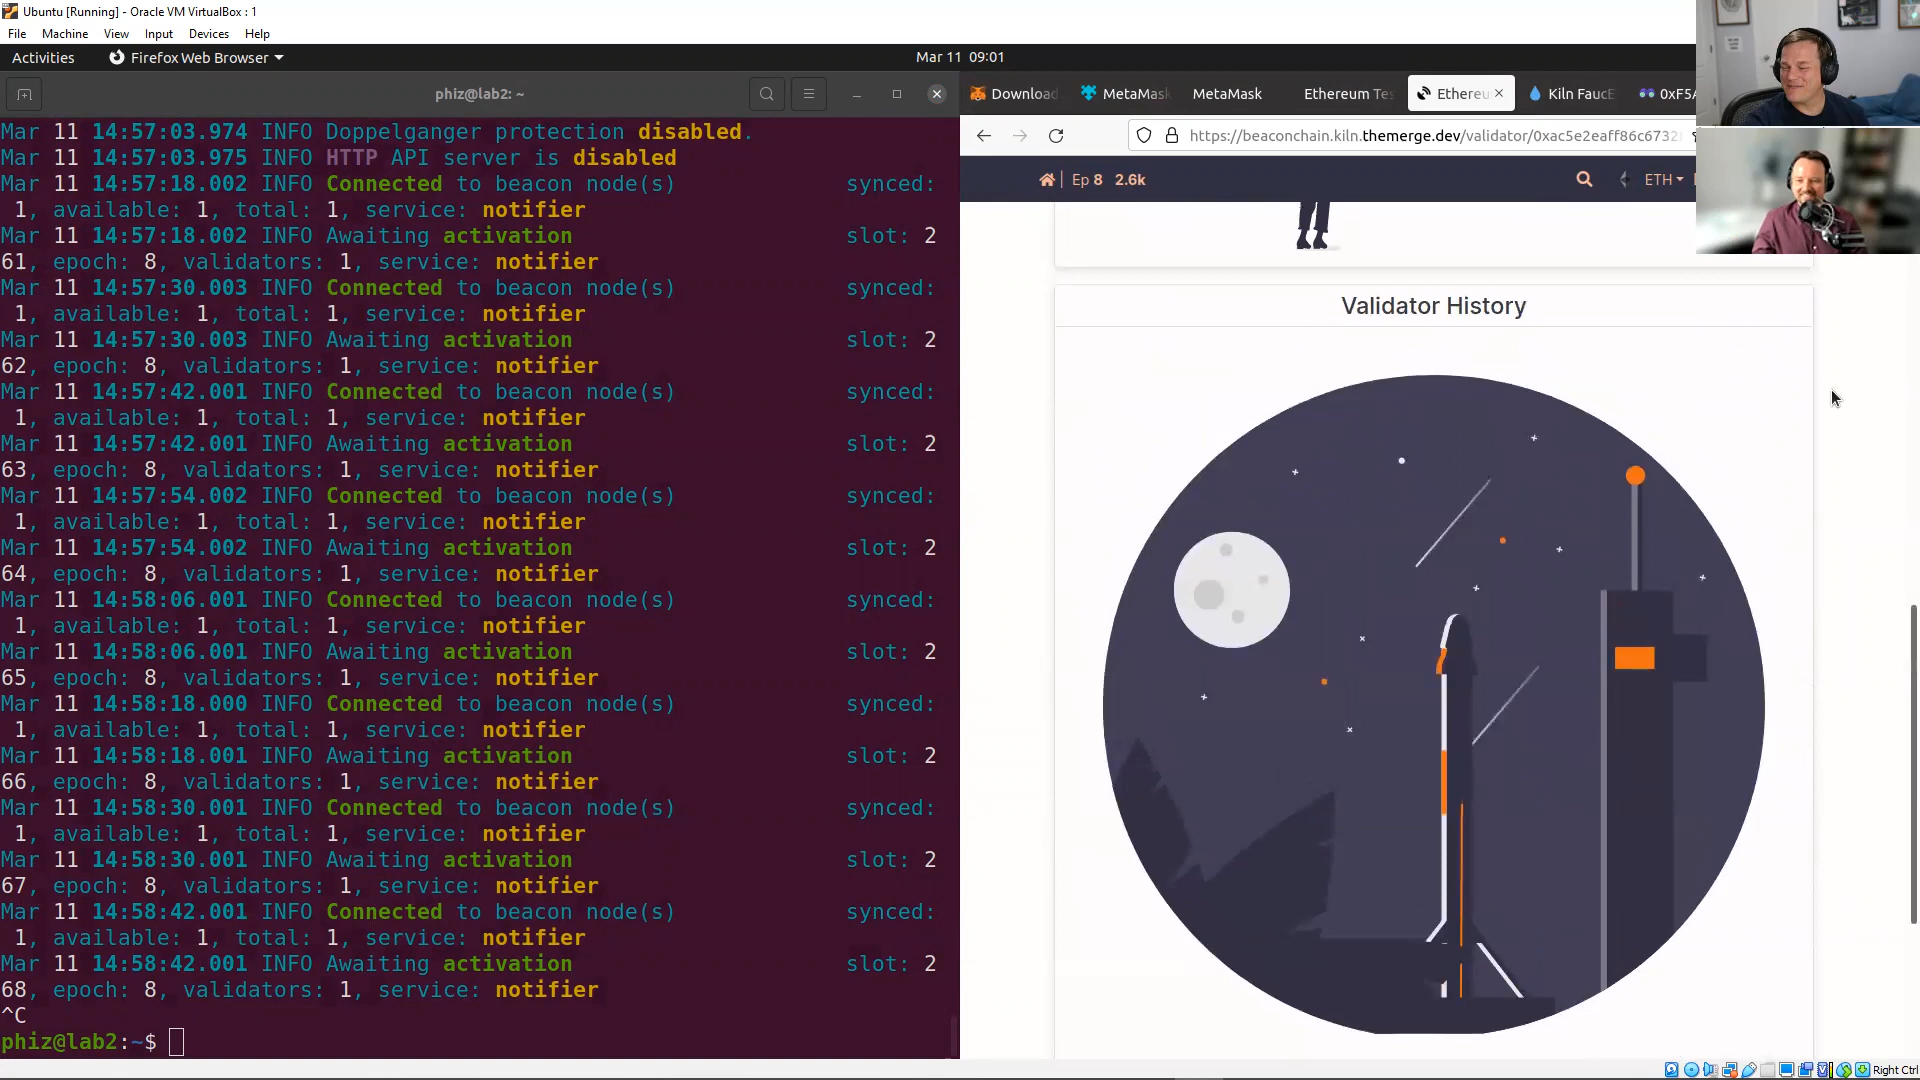 Ubuntu [Running] - Oracle VM VirtualBox : 1
File Machine View Input Devices Help
Activities Firefox Web Browser Mar 11 09:01
phiz@lab2: ~
Mar 11 14:57:03.974 INFO Doppelganger protection disabled.
Mar 11 14:57:03.975 INFO HTTP API server is disabled
Mar 11 14:57:18.002 INFO Connected to beacon node(s) synced:
1, available: 1, total: 1, service: notifier
Mar 11 14:57:18.002 INFO Awaiting activation slot: 2
61, epoch: 8, validators: 1, service: notifier
Mar 11 14:57:30.003 INFO Connected to beacon node(s) synced:
1, available: 1, total: 1, service: notifier
Mar 11 14:57:30.003 INFO Awaiting activation slot: 2
62, epoch: 8, validators: 1, service: notifier
Mar 11 14:57:42.001 INFO Connected to beacon node(s) synced:
1, available: 1, total: 1, service: notifier
Mar 11 14:57:42.001 INFO Awaiting activation slot: 2
63, epoch: 8, validators: 1, service: notifier
Mar 11 14:57:54.002 INFO Connected to beacon node(s) synced:
1, available: 1, total: 1, service: notifier
Mar 11 14:57:54.002 INFO Awaiting activation slot: 2
64, epoch: 8, validators: 1, service: notifier
Mar 11 14:58:06.001 INFO Connected to beacon node(s) synced:
1, available: 1, total: 1, service: notifier
Mar 11 14:58:06.001 INFO Awaiting activation slot: 2
65, epoch: 8, validators: 1, service: notifier
Mar 11 14:58:18.000 INFO Connected to beacon node(s) synced:
1, available: 1, total: 1, service: notifier
Mar 11 14:58:18.001 INFO Awaiting activation slot: 2
66, epoch: 8, validators: 1, service: notifier
Mar 11 14:58:30.001 INFO Connected to beacon node(s) synced:
1, available: 1, total: 1, service: notifier
Mar 11 14:58:30.001 INFO Awaiting activation slot: 2
67, epoch: 8, validators: 1, service: notifier
Mar 11 14:58:42.001 INFO Connected to beacon node(s) synced:
1, available: 1, total: 1, service: notifier
Mar 11 14:58:42.001 INFO Awaiting activation slot: 2
68, epoch: 8, validators: 1, service: notifier
^C
phiz@lab2:~$
Download MetaMask MetaMask Ethereum Tes Ethereu Kiln Fauce 0xF5A
https://beaconchain.kiln.themerge.dev/validator/0xac5e2eaff86c6732
Ep 8 2.6k ETH
Validator History
Right Ctrl